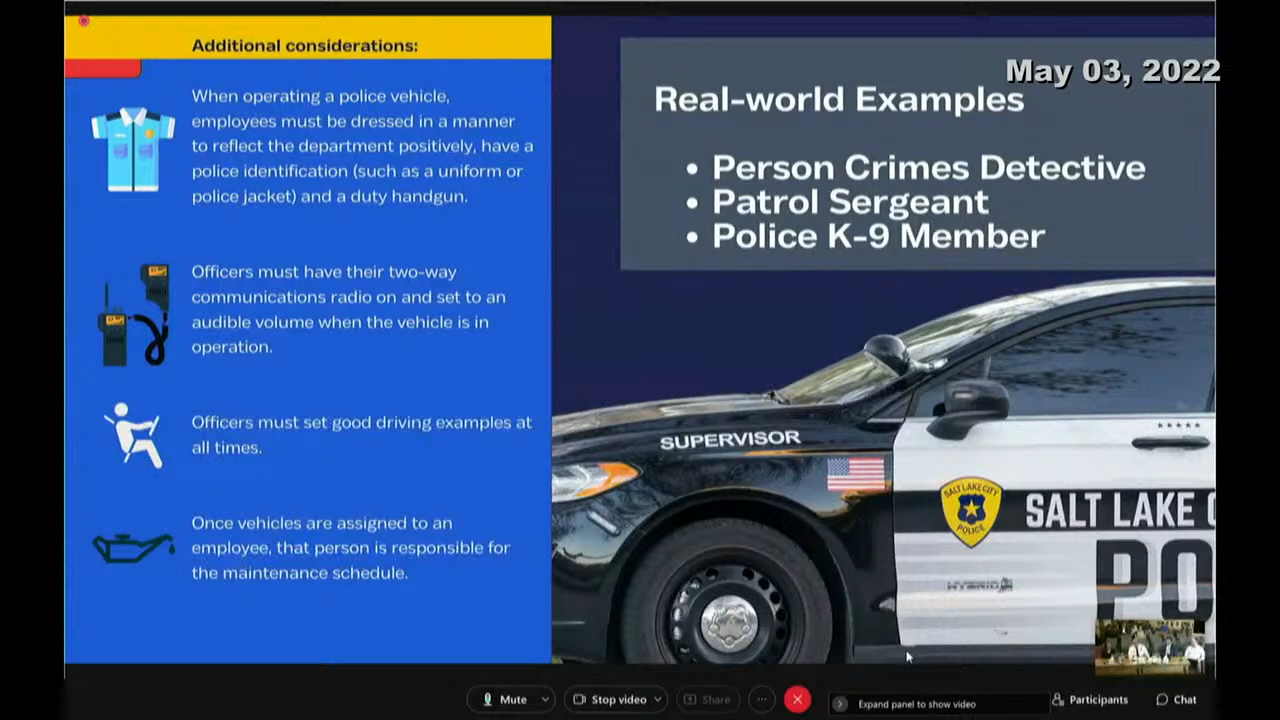 Additional considerations:
When operating a police vehicle,
employees must be dressed in a manner
to reflect the department positively, have a
police identification (such as a uniform or
police jacket) and a duty handgun.
Officers must have their two-way
communications radio on and set to an
audible volume when the vehicle is in
operation.
Officers must set good driving examples at
all times.
Once vehicles are assigned to an
employee, that person is responsible for
the maintenance schedule.
May 03, 2022
Real-world Examples
• Person Crimes Detective
• Patrol Sergeant
• Police K-9 Member
SUPERVISOR
SALT LAKE CITY
POLICE
SALT LAKE C
PO
HYBRID
Mute
Stop video
Share
Expand panel to show video
Participants
Chat